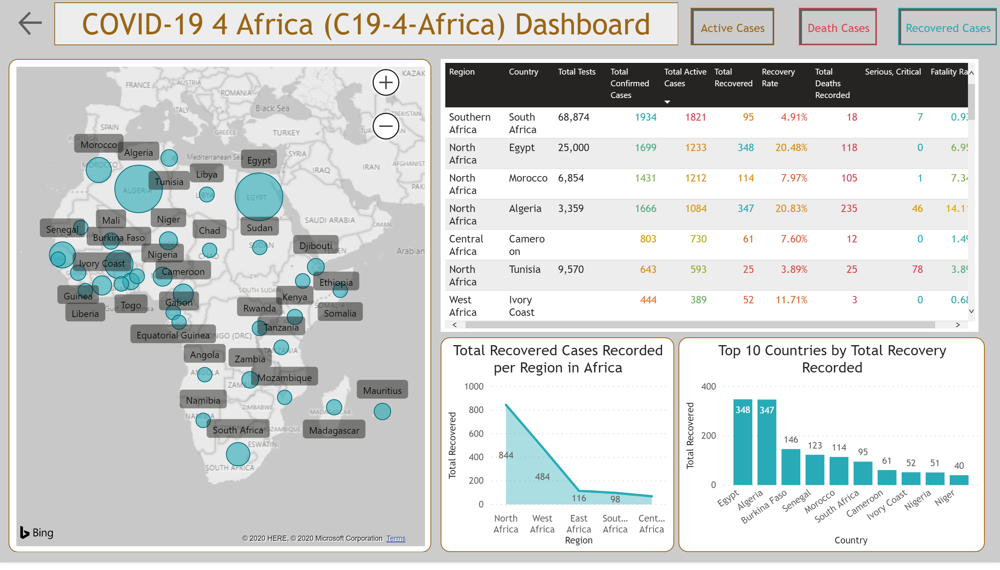 COVID-19 4 Africa (C19-4-Africa) Dashboard
Active Cases
Death Cases
Recovered Cases
KAZAK
FRANCE
AUSTRIA
ROMANIA
ITALY
Black Sea
SPAIN
GREECE
TURKEY
PORTUGAL
Morocco
Algeria
Mediterranean Sea
Egypt
SYRIA
AFGHANIST
MOROCCO
IRAQ
IRAN
Libya
Tunisia
ALGERIA
LIBYA
EGYPT
PAK
Mali
Niger
Chad
Sudan
SAUDI ARABIA
OMAN
Senegal
MAURITANIA
Burkina Faso
SUDAN
Djibouti
YEMEN
Arabian
Nigeria
CHAD
Ivory Coast
Cameroon
Ethiopia
SOUTH SUDAN
Guinea
Kenya
Gabon
Togo
Rwanda
SOMALIA
Liberia
Gulf of Guinea
Somalia
Tanzania
Equatorial Guinea
CONGO (DRC)
TANZANIA
Angola
Zambia
ANGOLA
Mozambique
ZAMBIA
Mauritius
Namibia
ZIMBABWE
MADAGASCAR
NAMIBIA
BOTSWANA
South Africa
MOZAMBIQUE
Madagascar
ESWATINI
SOUTH AFRICA
Bing
© 2020 HERE, © 2020 Microsoft Corporation Terms
Region Country Total Tests Total Confirmed Cases Total Active Cases Total Recovered Recovery Rate Total Deaths Recorded Serious, Critical Fatality Ra
Southern Africa South Africa 68,874 1934 1821 95 4.91% 18 7 0.93
North Africa Egypt 25,000 1699 1233 348 20.48% 118 0 6.95
North Africa Morocco 6,854 1431 1212 114 7.97% 105 1 7.34
North Africa Algeria 3,359 1666 1084 347 20.83% 235 46 14.11
Central Africa Cameroon 803 730 61 7.60% 12 0 1.49
North Africa Tunisia 9,570 643 593 25 3.89% 25 78 3.89
West Africa Ivory Coast 444 389 52 11.71% 3 0 0.68
Total Recovered Cases Recorded
per Region in Africa
Total Recovered
1000
800
600
400
200
0
844
484
116
98
North Africa
West Africa
East Africa
Sout... Africa
Cent... Africa
Region
Top 10 Countries by Total Recovery
Recorded
Total Recovered
400
200
0
348
347
146
123
114
95
61
52
51
40
Egypt
Algeria
Burkina Faso
Senegal
Morocco
South Africa
Cameroon
Ivory Coast
Nigeria
Niger
Country